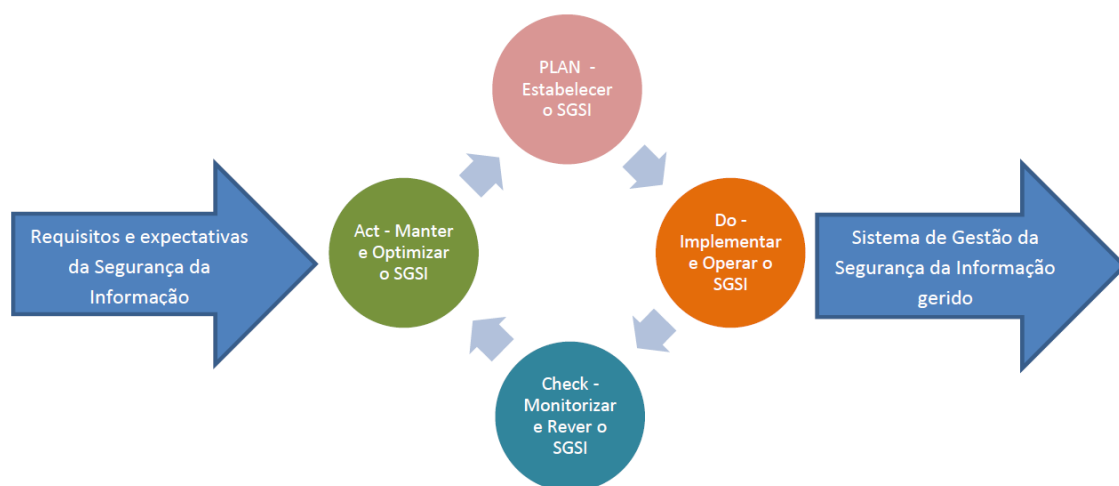 PLAN -
Estabelecer
o SGSI
Requisitos e expectativas
da Segurança da
Informação
Act - Manter
e Optimizar
o SGSI
Do -
Implementar
e Operar o
SGSI
Sistema de Gestão da
Segurança da Informação
gerido
Check -
Monitorizar
e Rever o
SGSI